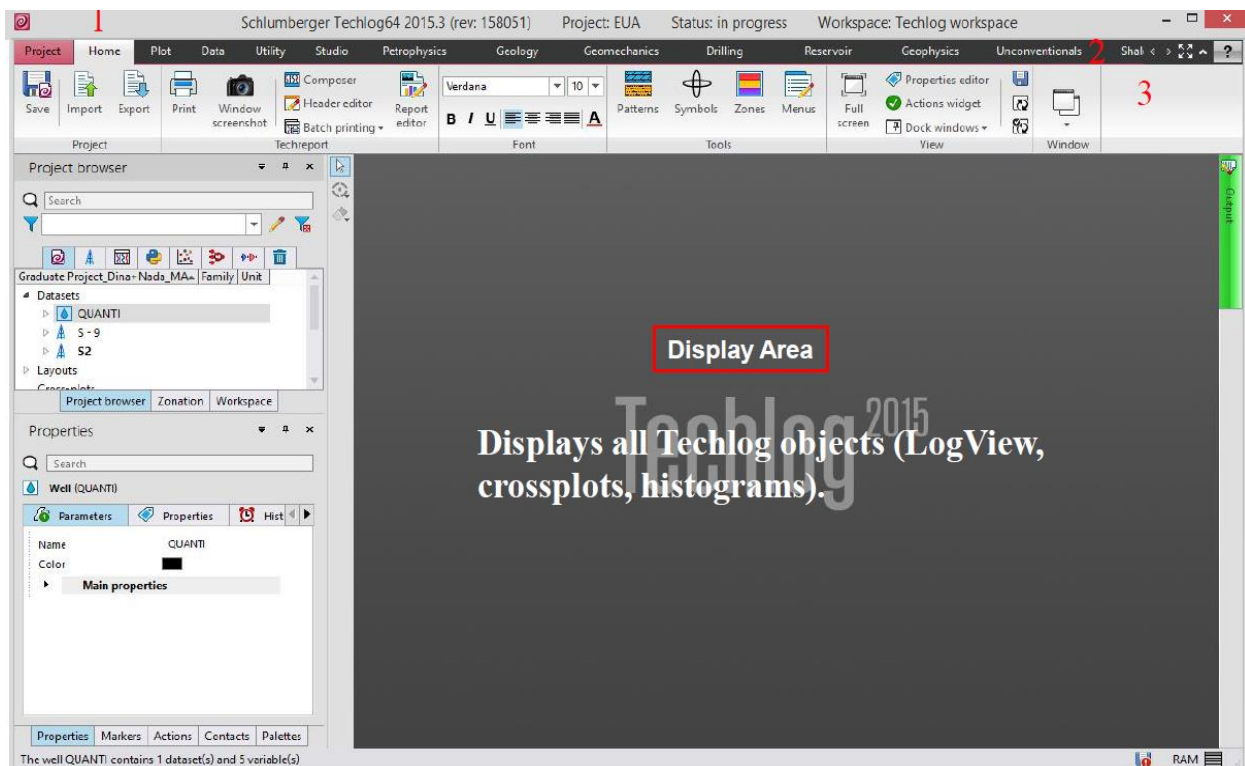 1
Schlumberger Techlog64 2015.3 (rev: 158051) Project: EUA Status: in progress Workspace: Techlog workspace
Project Home Plot Data Utility Studio Petrophysics Geology Geomechanics Drilling Reservoir Geophysics Unconventionals 2 Shal ?
Save Import Export Print Window screenshot Composer Header editor Batch printing Report editor
Verdana 10
B I U A
Patterns Symbols Zones Menus Full screen Properties editor Actions widget Dock windows 3
Project Techreport Font Tools View Window
Project browser
Search
Graduate Project_Dina+Nada_MA Family Unit
Datasets
QUANTI
S - 9
S2
Layouts
Cross-plots
Project browser Zonation Workspace
Properties
Search
Well (QUANTI)
Parameters Properties Hist
Name QUANTI
Color
Main properties
Properties Markers Actions Contacts Palettes
The well QUANTI contains 1 dataset(s) and 5 variable(s)
Output
Display Area
Techlog 2015
Displays all Techlog objects (LogView,
crossplots, histograms).
RAM